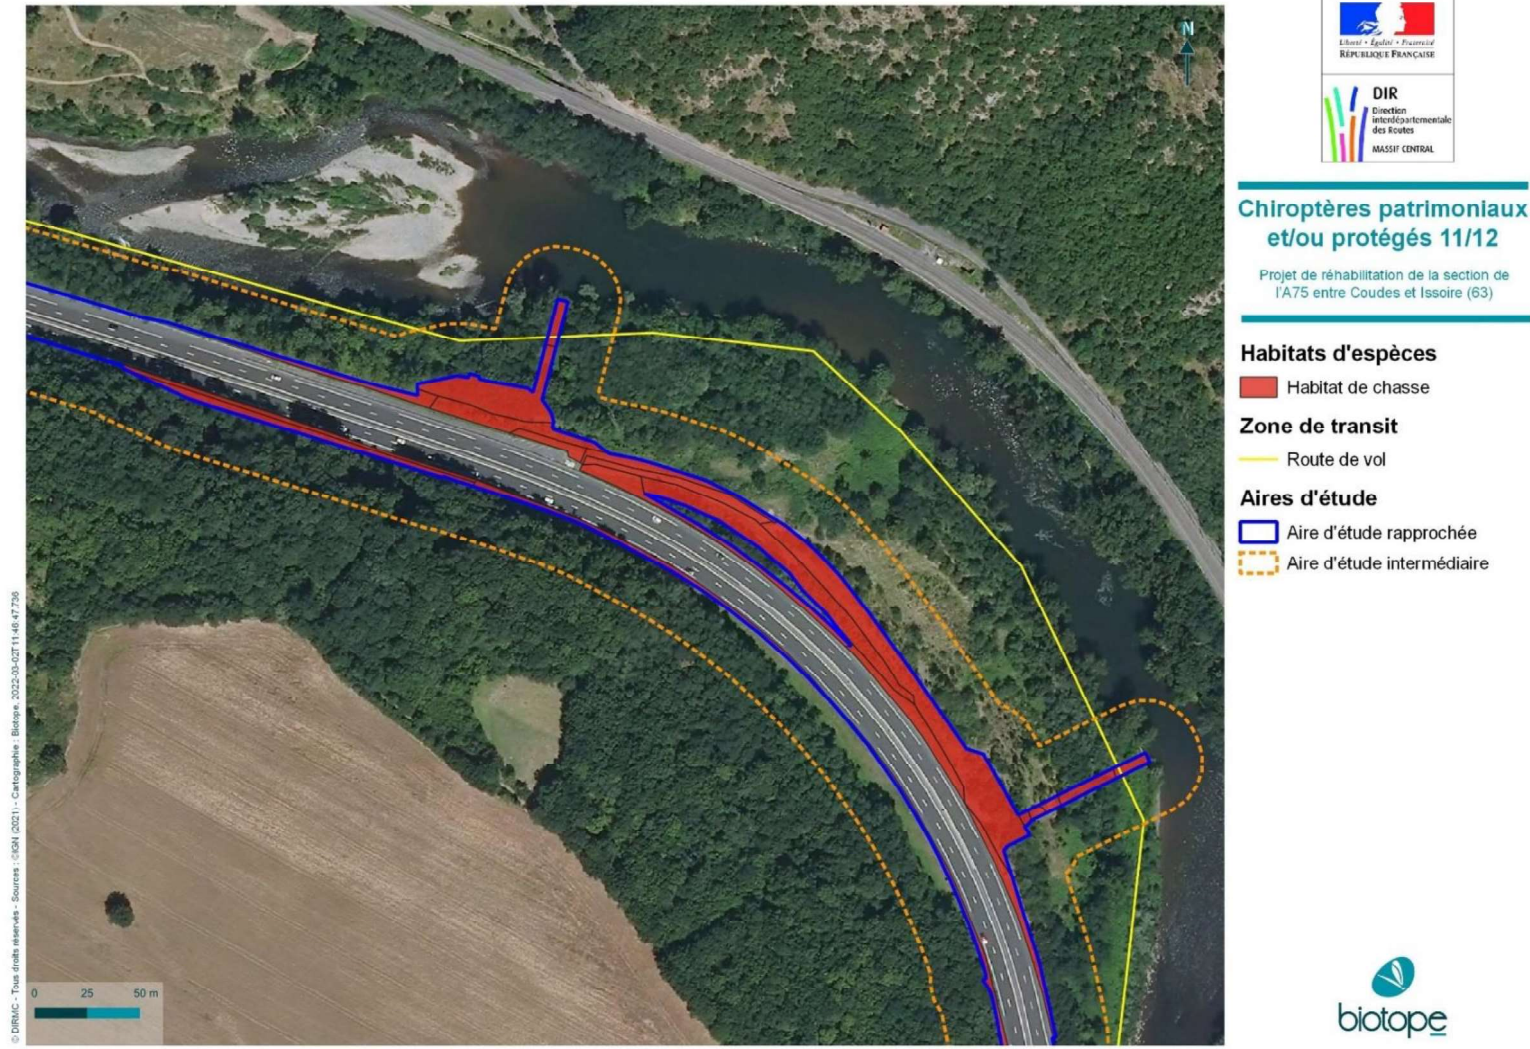 N
Liberté • Égalité • Fraternité
RÉPUBLIQUE FRANÇAISE
DIR
Direction
interdépartementale
des Routes
MASSIF CENTRAL
Chiroptères patrimoniaux
et/ou protégés 11/12
Projet de réhabilitation de la section de
l'A75 entre Coudes et Issoire (63)
Habitats d'espèces
Habitat de chasse
Zone de transit
Route de vol
Aires d'étude
Aire d'étude rapprochée
Aire d'étude intermédiaire
0 25 50 m
© DIRMC - Tous droits réservés - Sources : ©IGN (2021) - Cartographie : Biotope, 2022-03-02T11:46:47.736
biotope